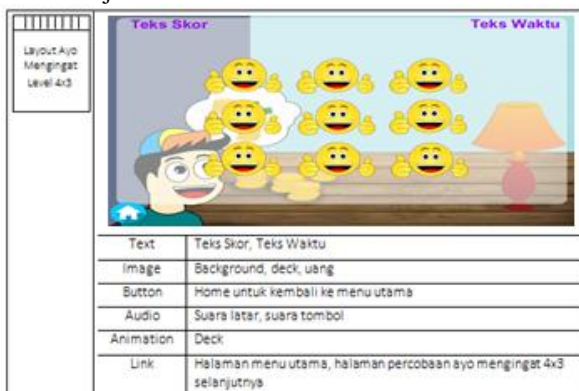 Layout Ayo
Mengingat
Level 4x3
Teks Skor
Teks Waktu
Text
Teks Skor, Teks Waktu
Image
Background, deck, uang
Button
Home untuk kembali ke menu utama
Audio
Suara latar, suara tombol
Animation
Deck
Link
Halaman menu utama, halaman percobaan ayo mengingat 4x3
selanjutnya